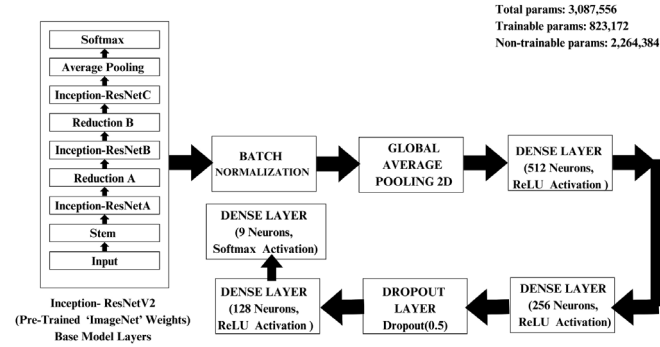 Total params: 3,087,556
Trainable params: 823,172
Non-trainable params: 2,264,384
Softmax
Average Pooling
Inception-ResNetC
Reduction B
Inception-ResNetB
Reduction A
Inception-ResNetA
Stem
Input
Inception- ResNetV2
(Pre-Trained ‘ImageNet’ Weights)
Base Model Layers
BATCH
NORMALIZATION
GLOBAL
AVERAGE
POOLING 2D
DENSE LAYER
(512 Neurons,
ReLU Activation )
DENSE LAYER
(256 Neurons,
ReLU Activation)
DROPOUT
LAYER
Dropout(0.5)
DENSE LAYER
(128 Neurons,
ReLU Activation )
DENSE LAYER
(9 Neurons,
Softmax Activation)